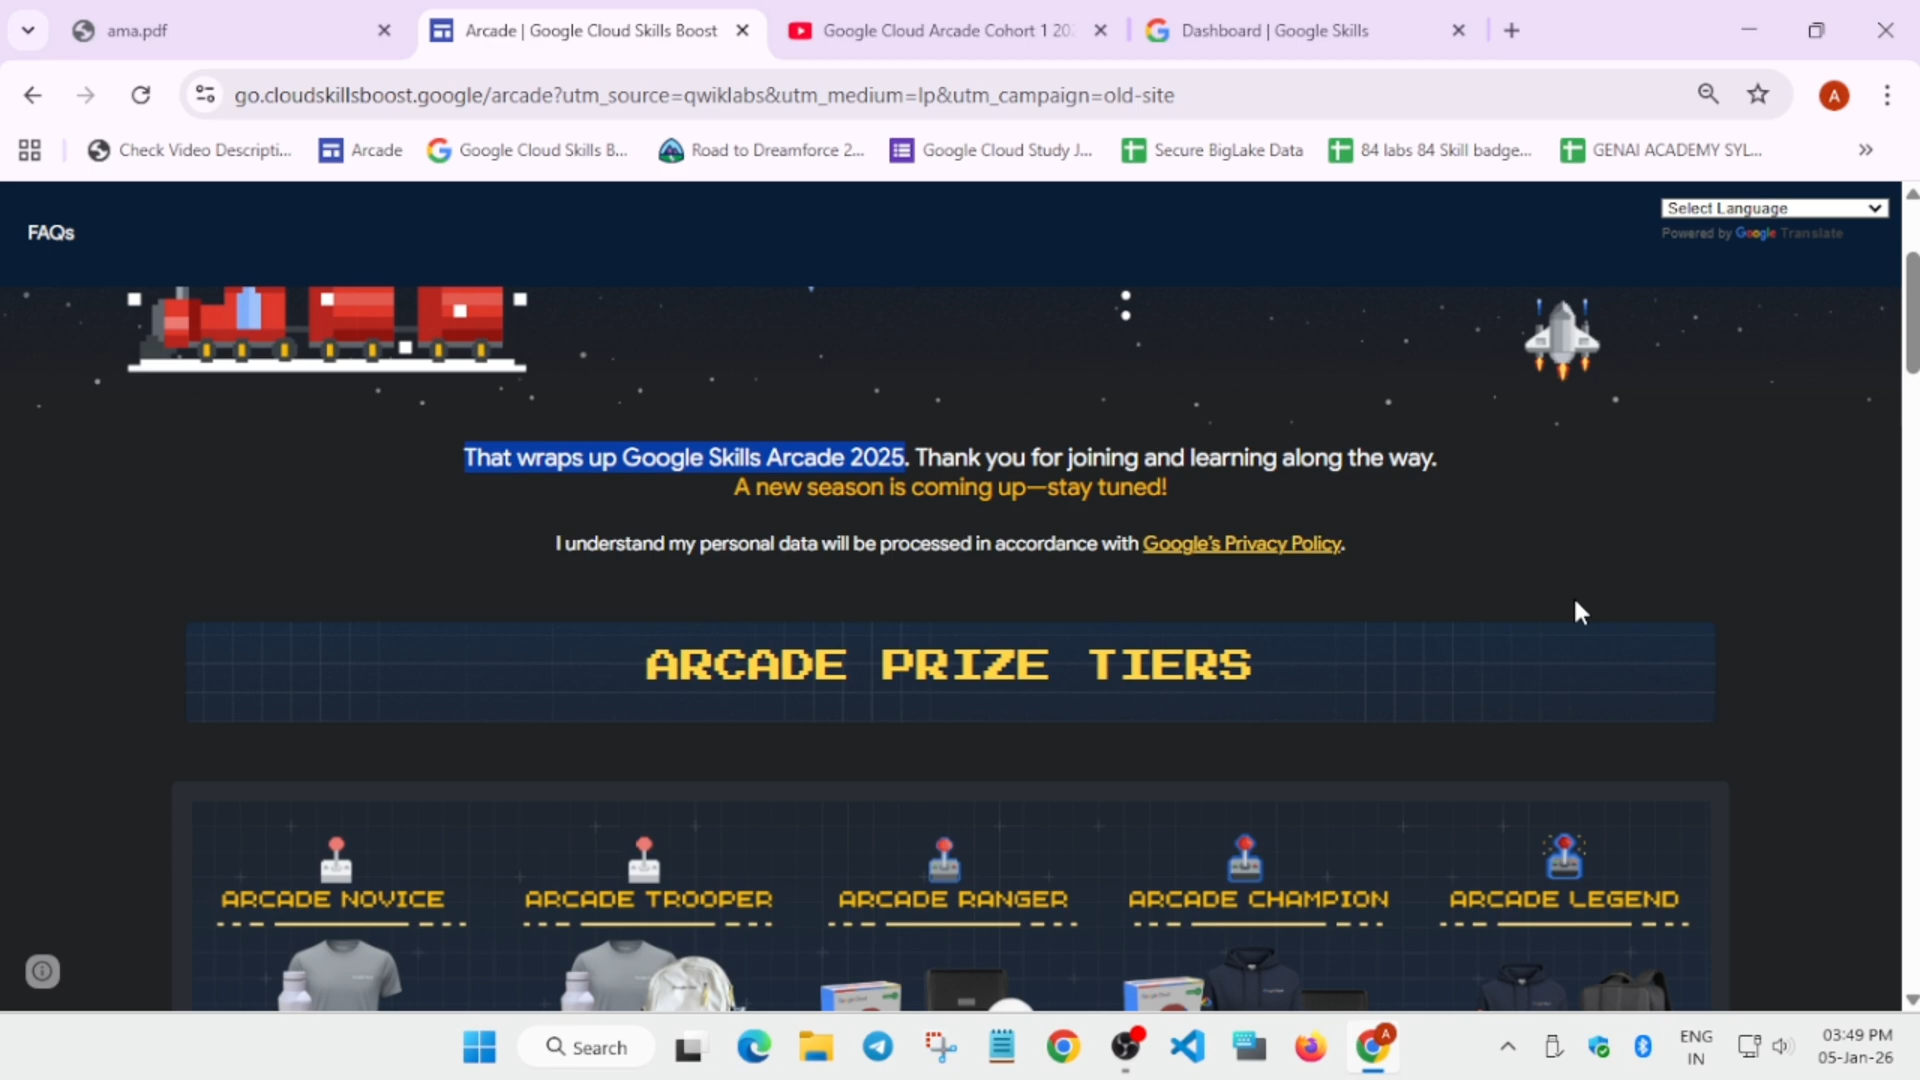 ama.pdf
Arcade | Google Cloud Skills Boost
Google Cloud Arcade Cohort 1 20
Dashboard | Google Skills
go.cloudskillsboost.google/arcade?utm_source=qwiklabs&utm_medium=lp&utm_campaign=old-site
A
Check Video Descripti...
Arcade
Google Cloud Skills B...
Road to Dreamforce 2...
Google Cloud Study J...
Secure BigLake Data
84 labs 84 Skill badge...
GENAI ACADEMY SYL...
FAQs
Select Language
Powered by Google Translate
That wraps up Google Skills Arcade 2025. Thank you for joining and learning along the way.
A new season is coming up—stay tuned!
I understand my personal data will be processed in accordance with Google's Privacy Policy.
ARCADE PRIZE TIERS
ARCADE NOVICE
ARCADE TROOPER
ARCADE RANGER
ARCADE CHAMPION
ARCADE LEGEND
Search
A
ENG
IN
03:49 PM
05-Jan-26